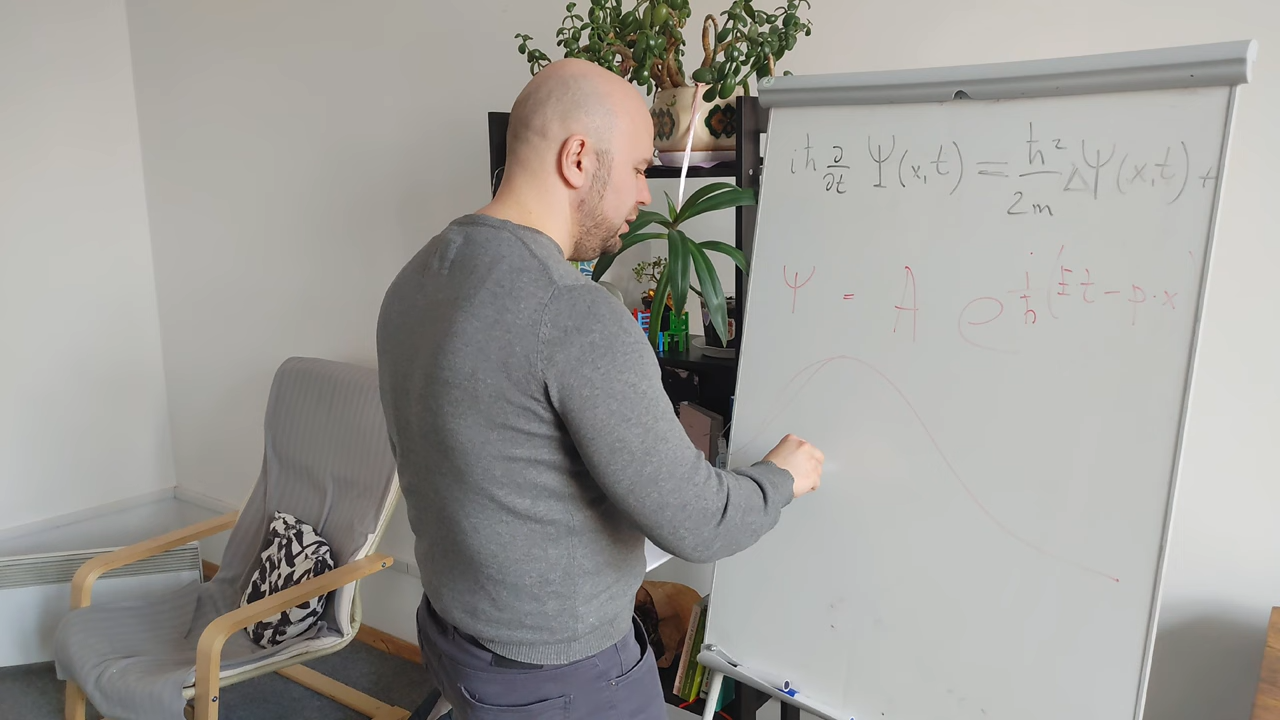 iħ ∂/∂t Ψ(x,t) = ħ²/2m ΔΨ(x,t) +
Ψ = A e^{i/ħ(Et - p·x)}